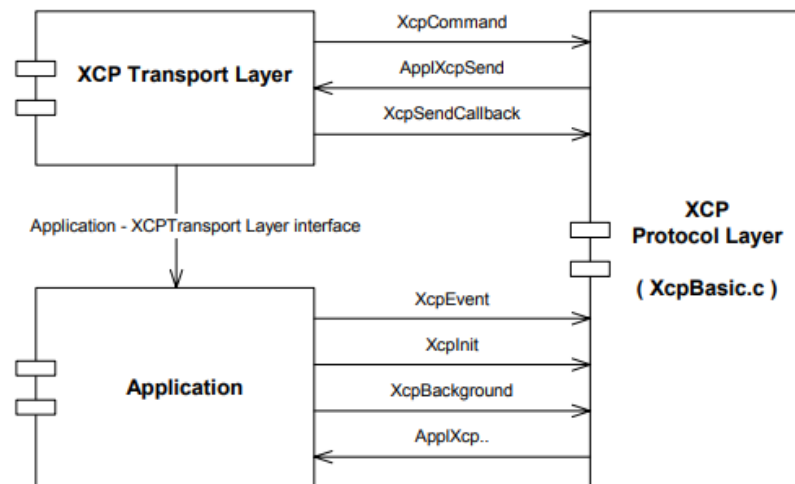 XcpCommand
XCP Transport Layer
ApplXcpSend
XcpSendCallback
Application - XCPTransport Layer interface
XCP
Protocol Layer
( XcpBasic.c )
XcpEvent
XcpInit
Application
XcpBackground
ApplXcp..